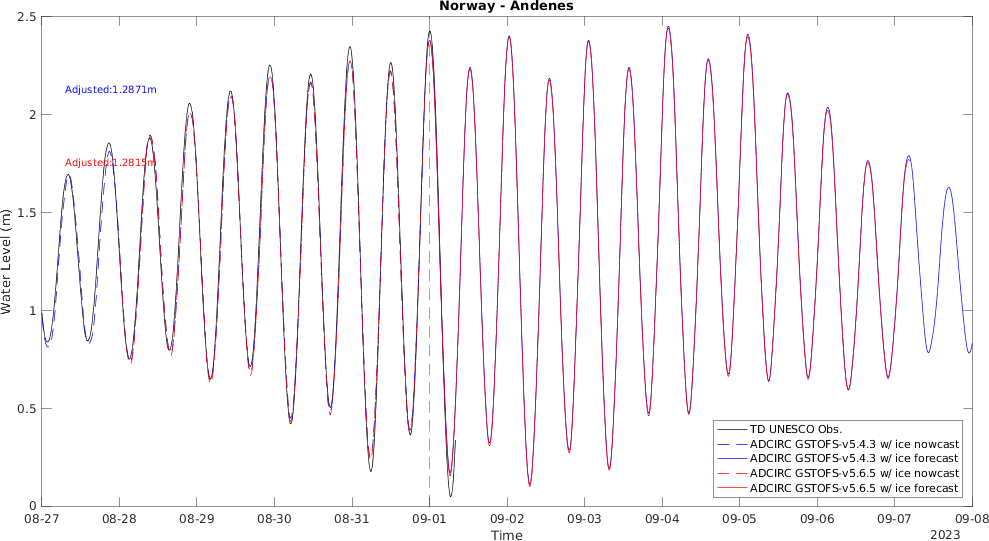 Norway - Andenes
2.5
2
1.5
1
0.5
0
Water Level (m)
Adjusted:1.2871m
Adjusted:1.2815m
TD UNESCO Obs.
ADCIRC GSTOFS-v5.4.3 w/ ice nowcast
ADCIRC GSTOFS-v5.4.3 w/ ice forecast
ADCIRC GSTOFS-v5.6.5 w/ ice nowcast
ADCIRC GSTOFS-v5.6.5 w/ ice forecast
08-27 08-28 08-29 08-30 08-31 09-01 09-02 09-03 09-04 09-05 09-06 09-07 09-08
Time
2023